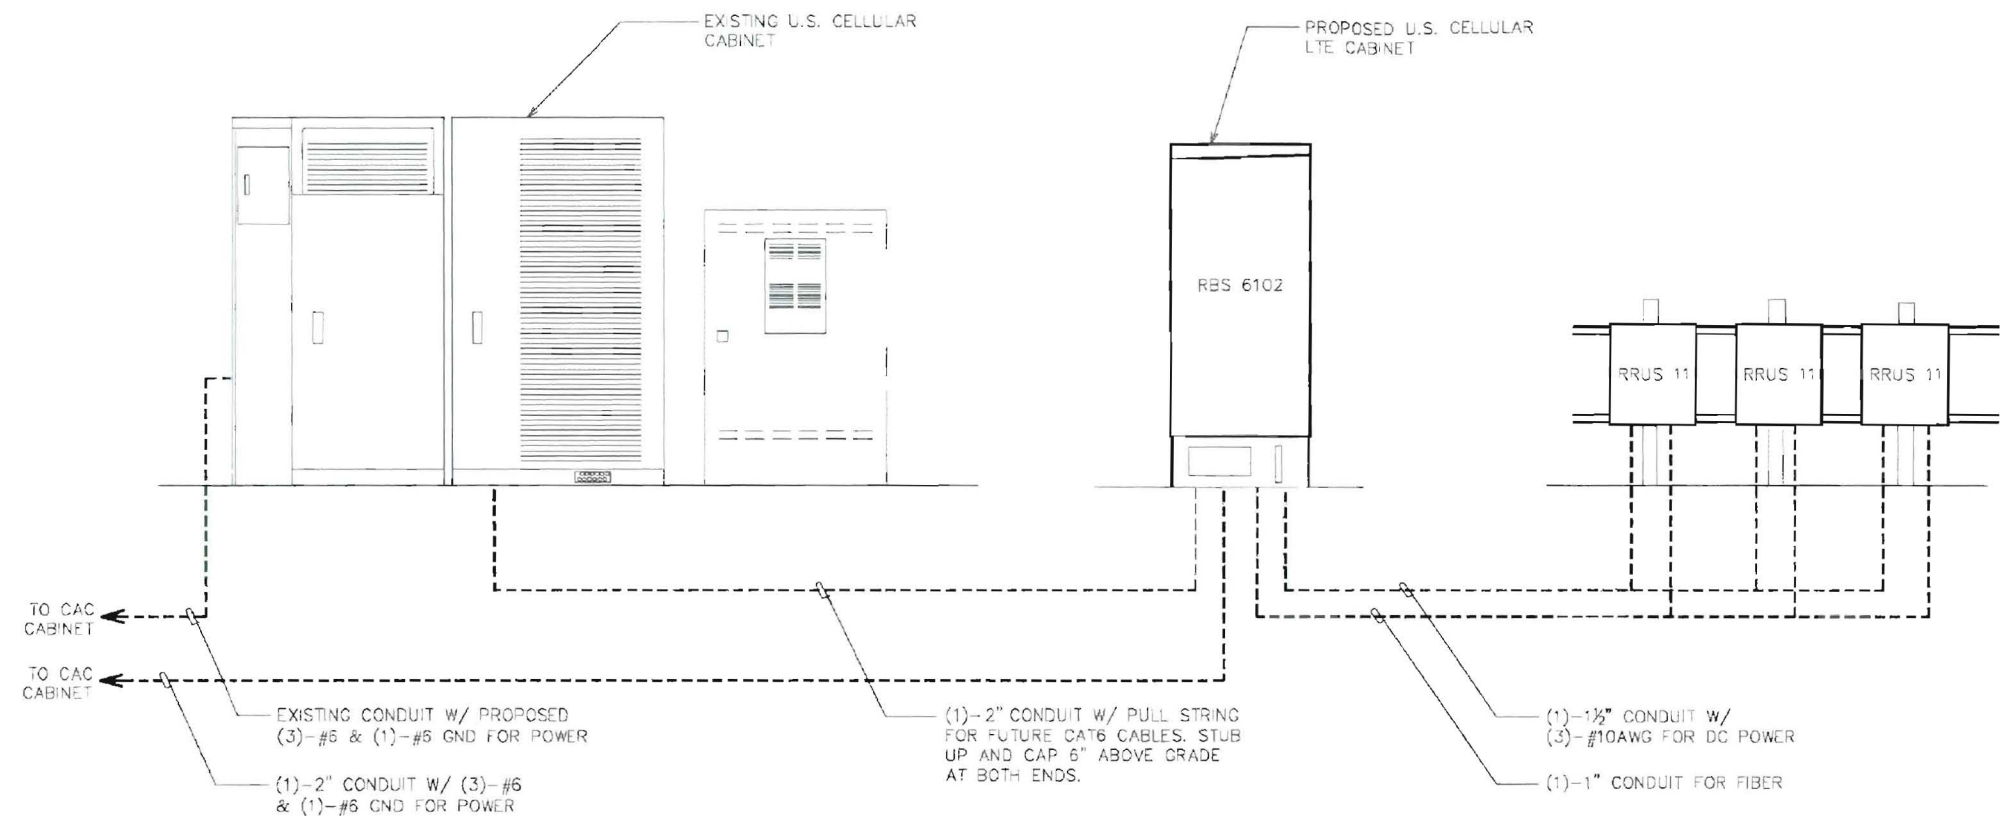 EXISTING U.S. CELLULAR
CABINET
PROPOSED U.S. CELLULAR
LTE CABINET
RBS 6102
RRUS 11
RRUS 11
RRUS 11
TO CAC
CABINET
TO CAC
CABINET
EXISTING CONDUIT W/ PROPOSED
(3)-#6 & (1)-#6 GND FOR POWER
(1)-2" CONDUIT W/ (3)-#6
& (1)-#6 GND FOR POWER
(1)-2" CONDUIT W/ PULL STRING
FOR FUTURE CAT6 CABLES. STUB
UP AND CAP 6" ABOVE GRADE
AT BOTH ENDS.
(1)-1½" CONDUIT W/
(3)-#10AWG FOR DC POWER
(1)-1" CONDUIT FOR FIBER